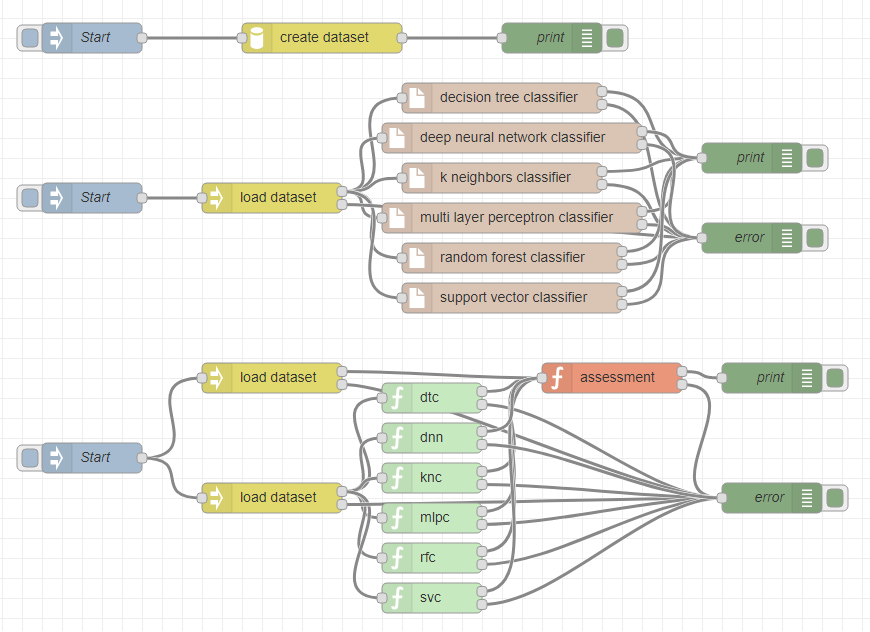 Start
create dataset
print
decision tree classifier
deep neural network classifier
print
k neighbors classifier
Start
load dataset
multi layer perceptron classifier
error
random forest classifier
support vector classifier
load dataset
assessment
print
dtc
dnn
Start
knc
load dataset
error
mlpc
rfc
svc